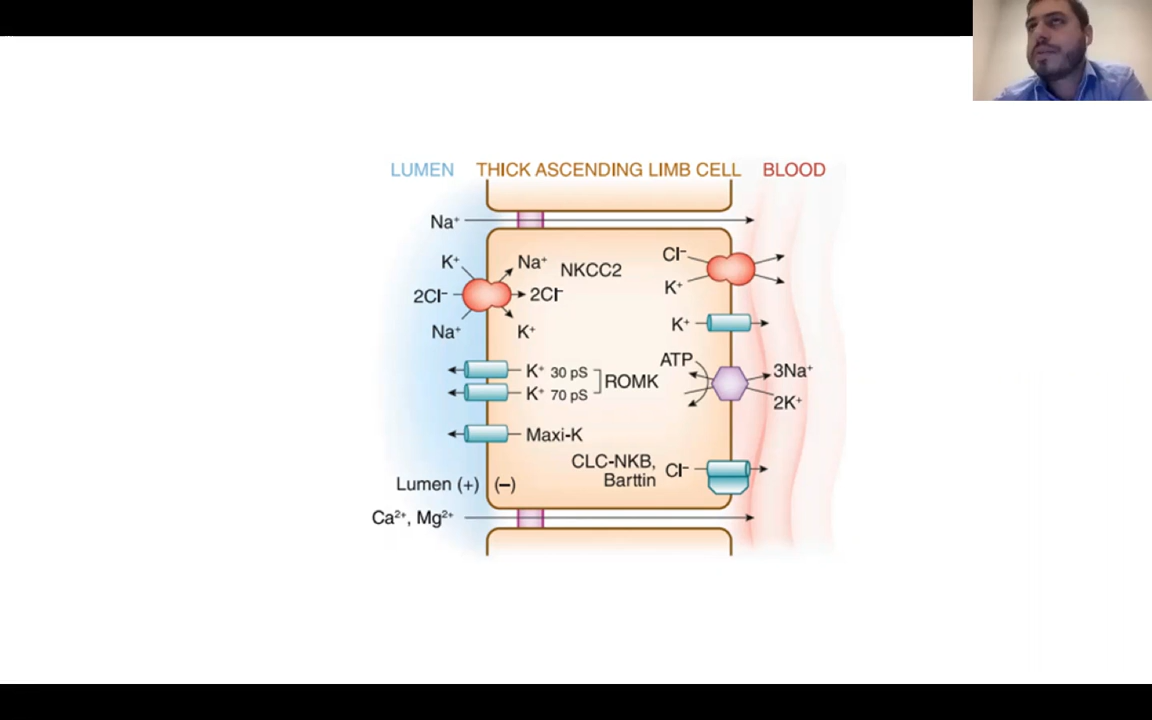 LUMEN THICK ASCENDING LIMB CELL BLOOD
Na⁺
K⁺ Na⁺ NKCC2 Cl⁻
2Cl⁻ 2Cl⁻ K⁺
Na⁺ K⁺ K⁺
K⁺ 30 pS ATP 3Na⁺
K⁺ 70 pS ROMK 2K⁺
Maxi-K
CLC-NKB, Cl⁻
Barttin
Lumen (+) (–)
Ca²⁺, Mg²⁺